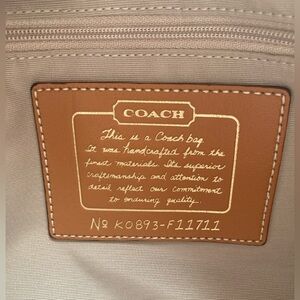 COACH
This is a Coach bag.
It was handcrafted from the
finest materials. Its superior
craftsmanship and attention to
detail reflect our commitment
to enduring quality.
No K0893-F11711